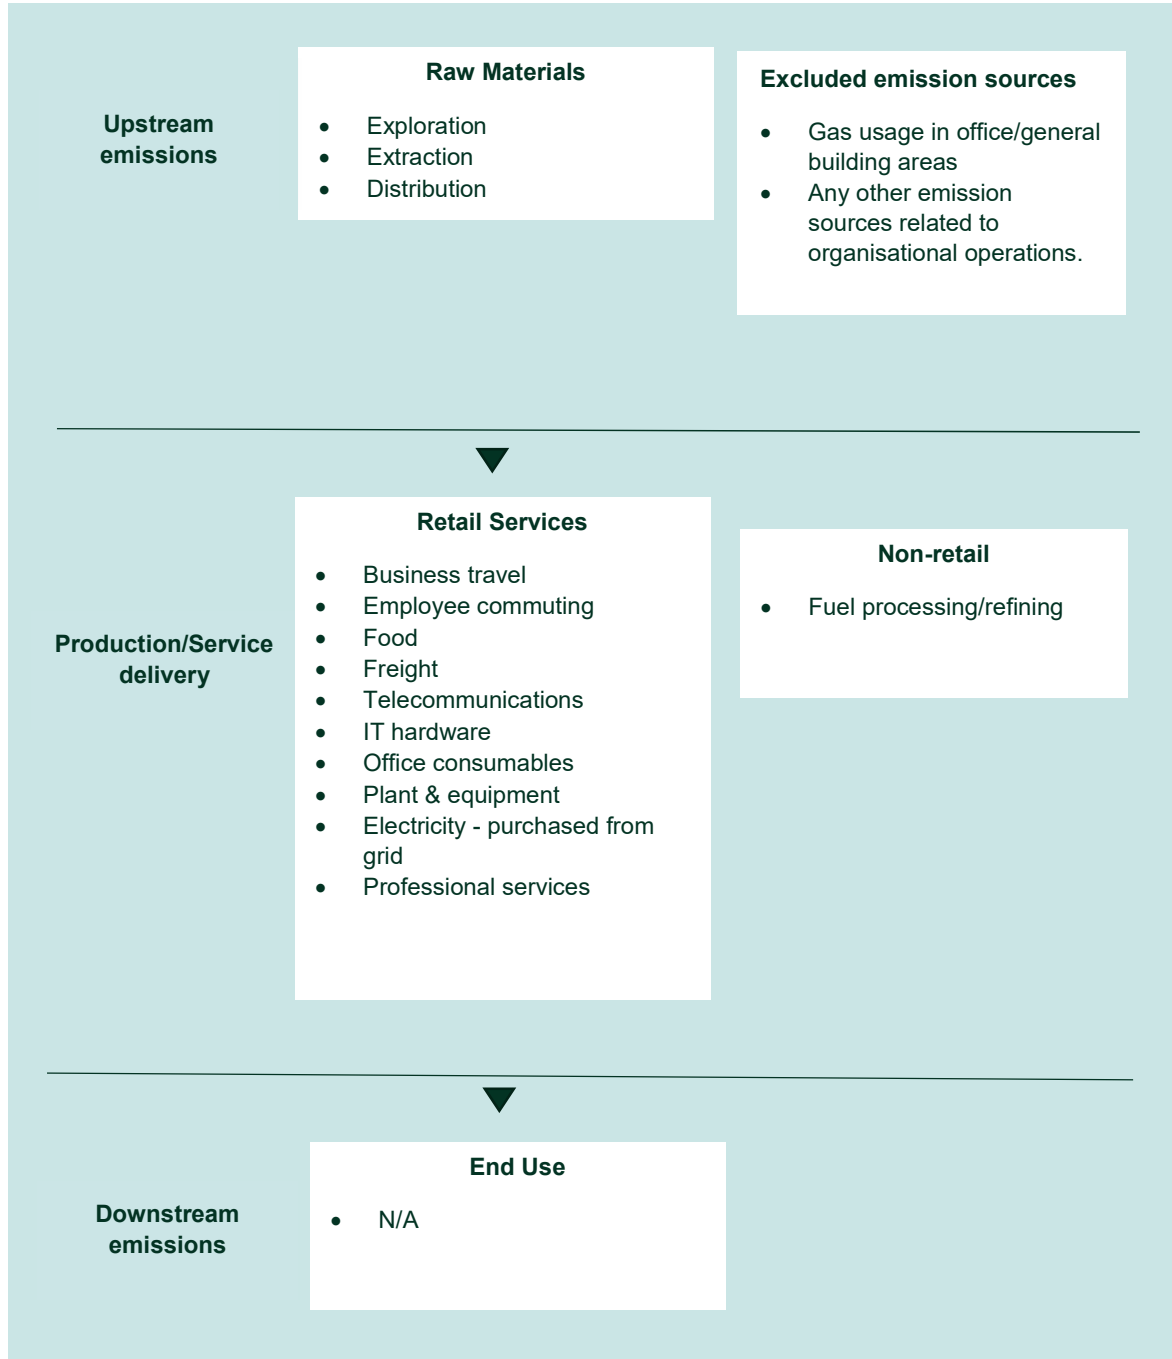 Upstream
emissions
Raw Materials
• Exploration
• Extraction
• Distribution
Excluded emission sources
• Gas usage in office/general
building areas
• Any other emission
sources related to
organisational operations.
Production/Service
delivery
Retail Services
• Business travel
• Employee commuting
• Food
• Freight
• Telecommunications
• IT hardware
• Office consumables
• Plant & equipment
• Electricity - purchased from
grid
• Professional services
Non-retail
• Fuel processing/refining
Downstream
emissions
End Use
• N/A